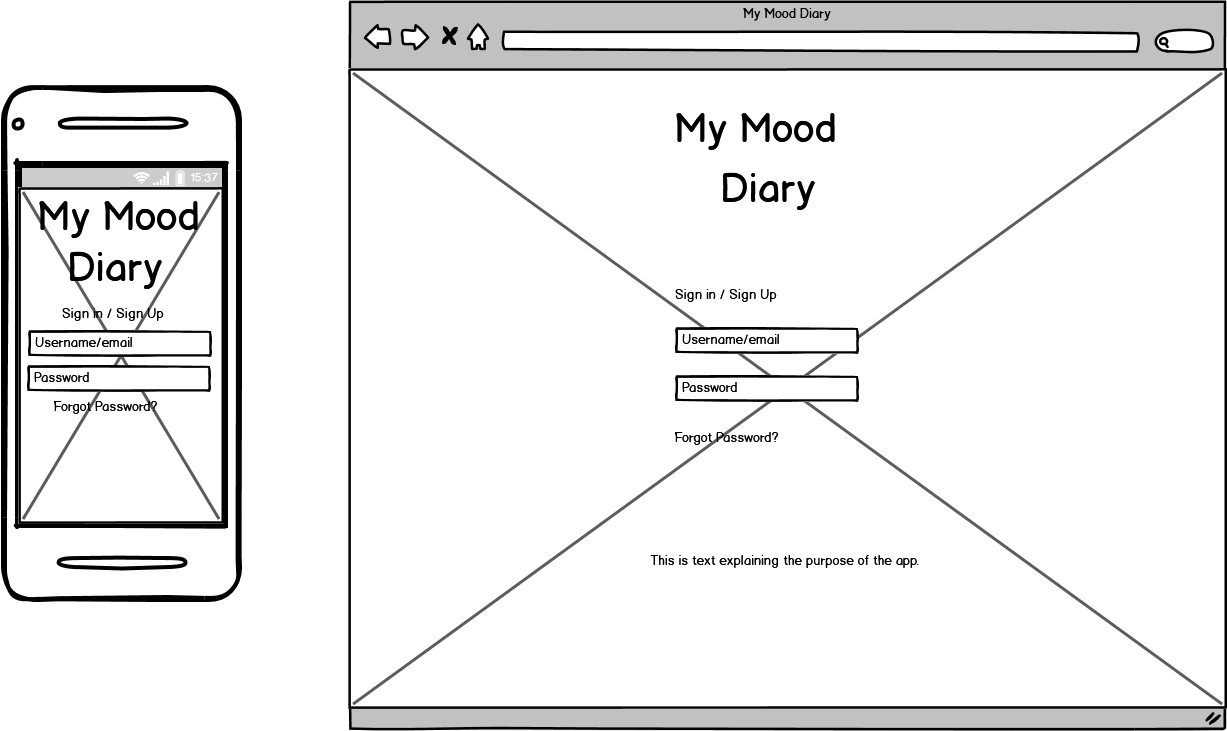 15:37
My Mood
Diary
Sign in / Sign Up
Username/email
Password
Forgot Password?
My Mood Diary
My Mood
Diary
Sign in / Sign Up
Username/email
Password
Forgot Password?
This is text explaining the purpose of the app.